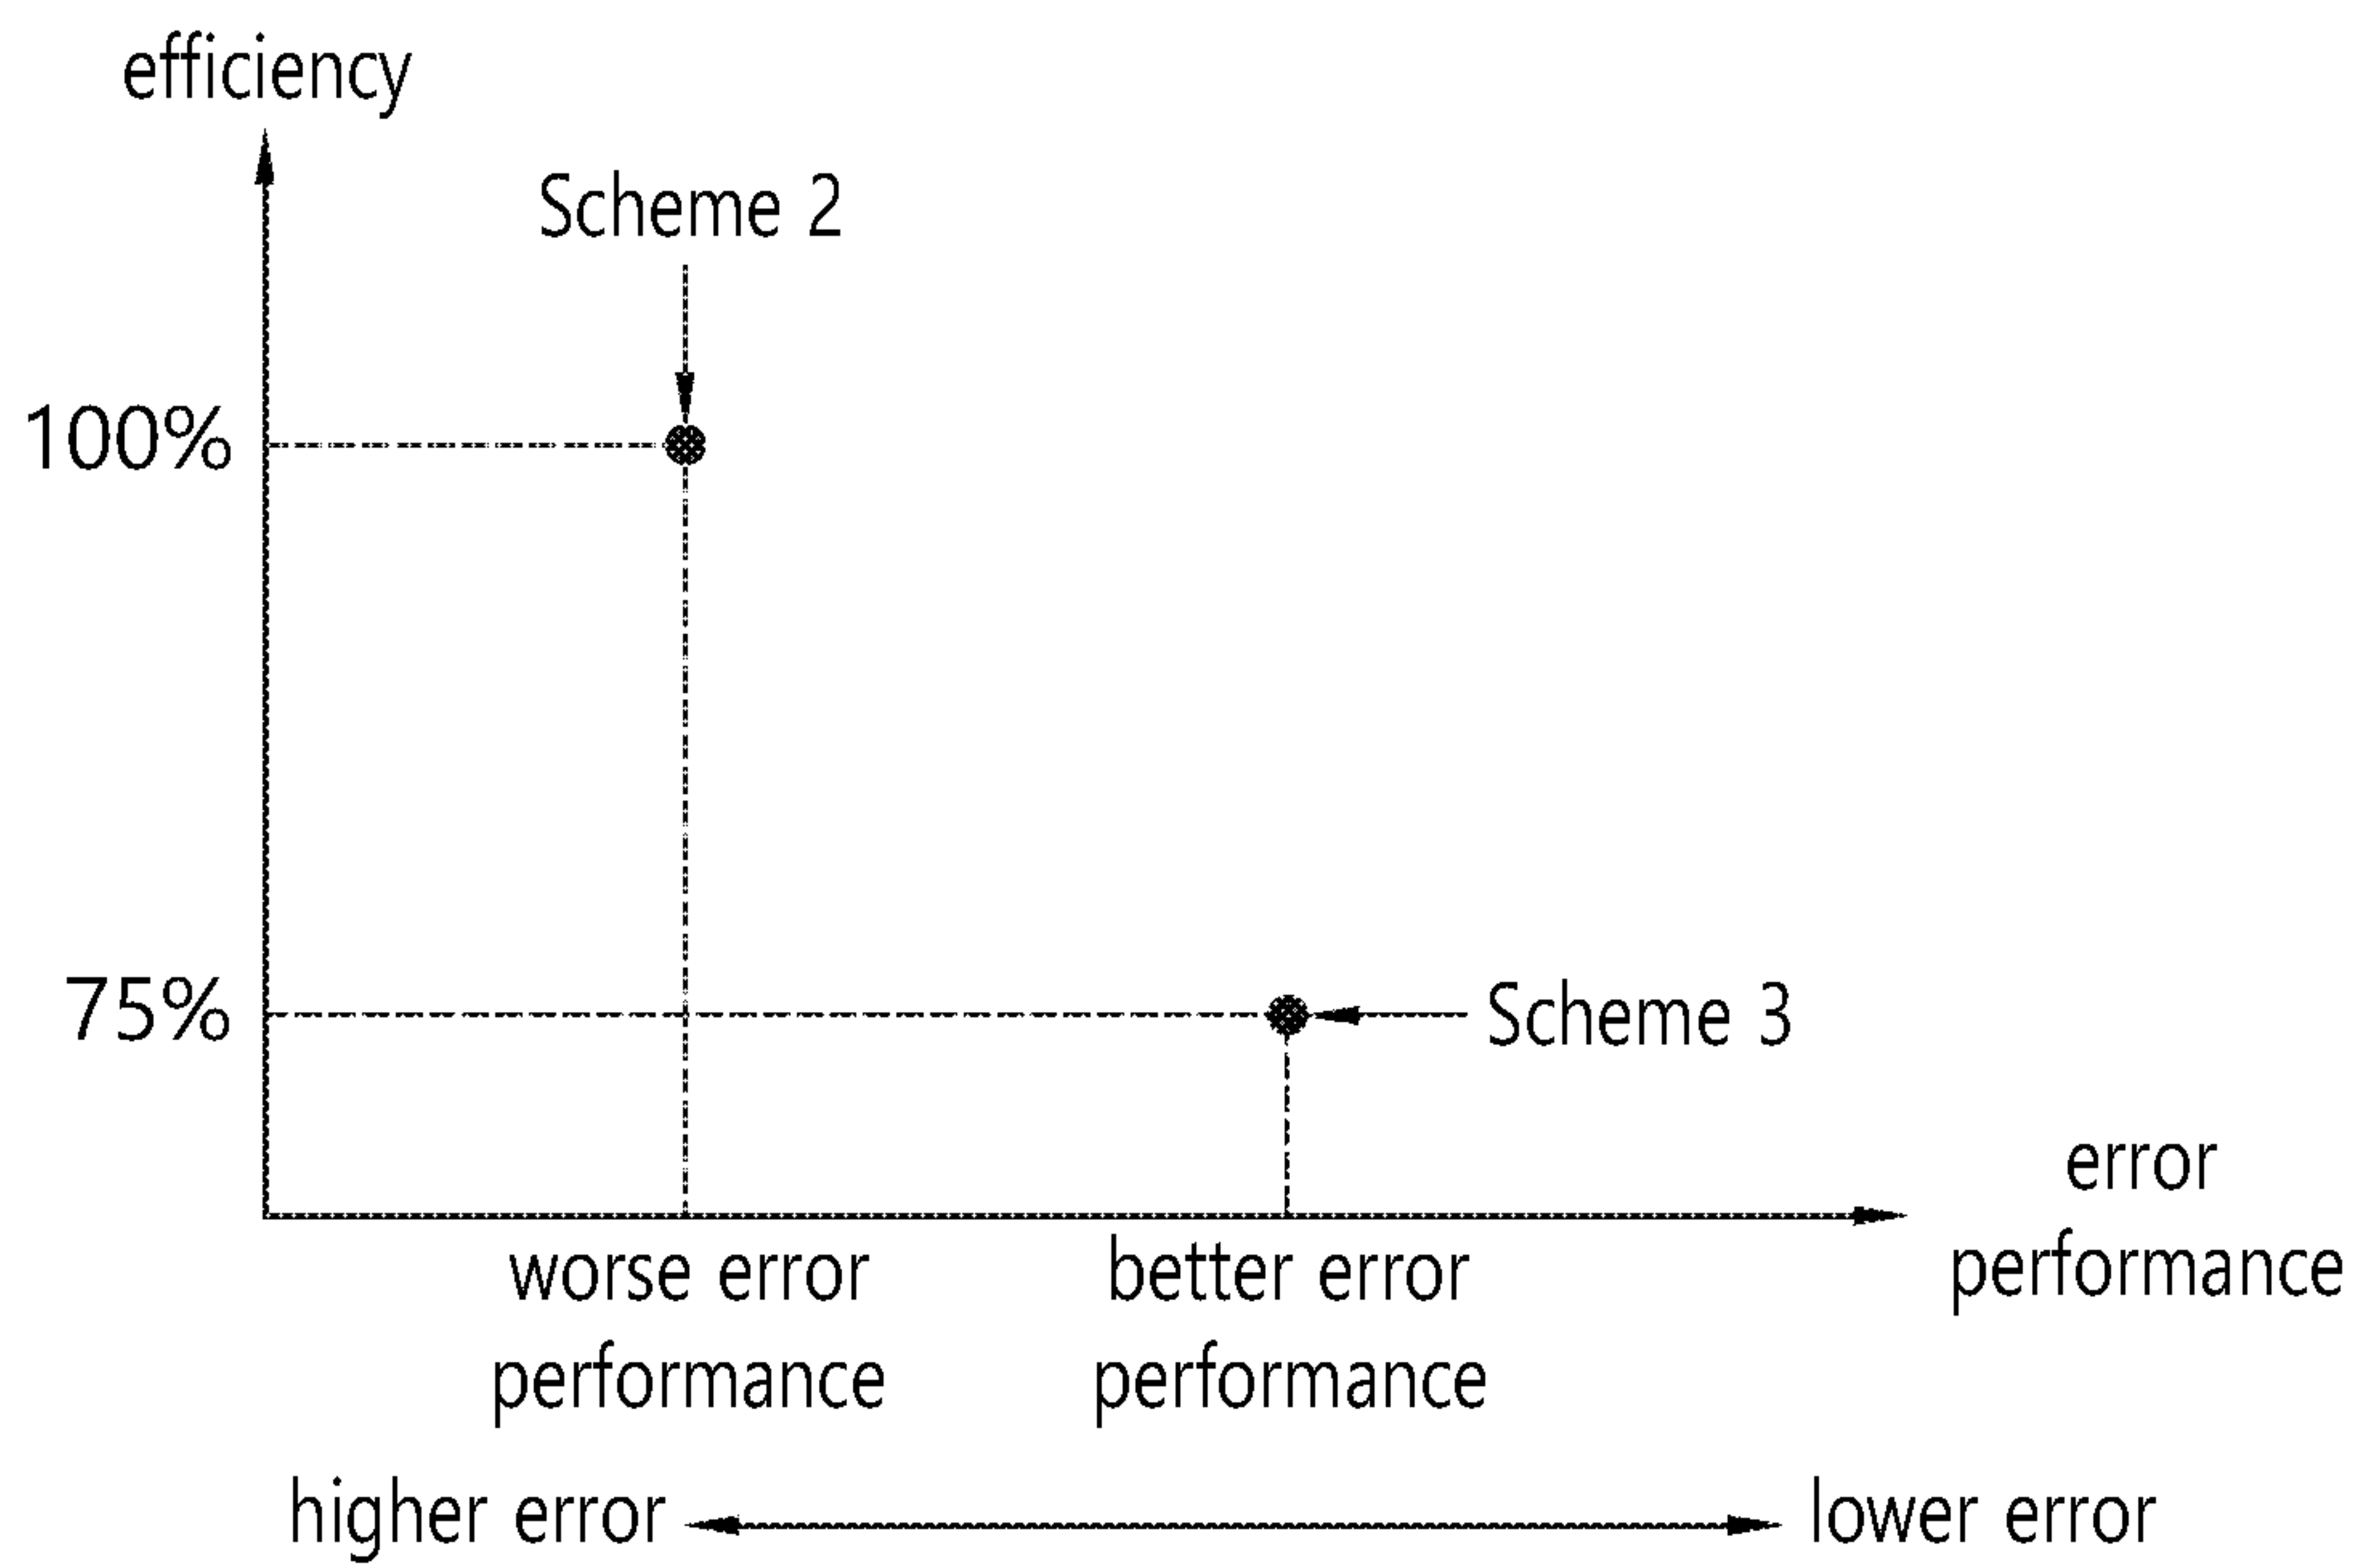 efficiency
Scheme 2
100%
75%
Scheme 3
error
performance
worse error
performance
better error
performance
higher error
lower error